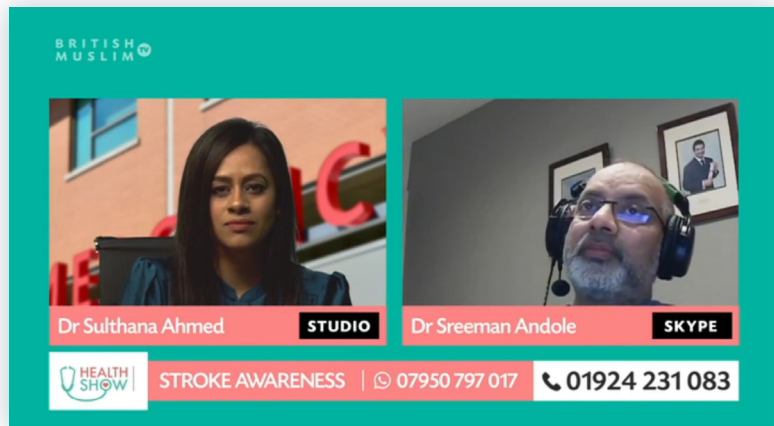 BRITISH
MUSLIM TV
Dr Sulthana Ahmed
STUDIO
Dr Sreeman Andole
SKYPE
HEALTH
SHOW
STROKE AWARENESS
07950 797 017
01924 231 083